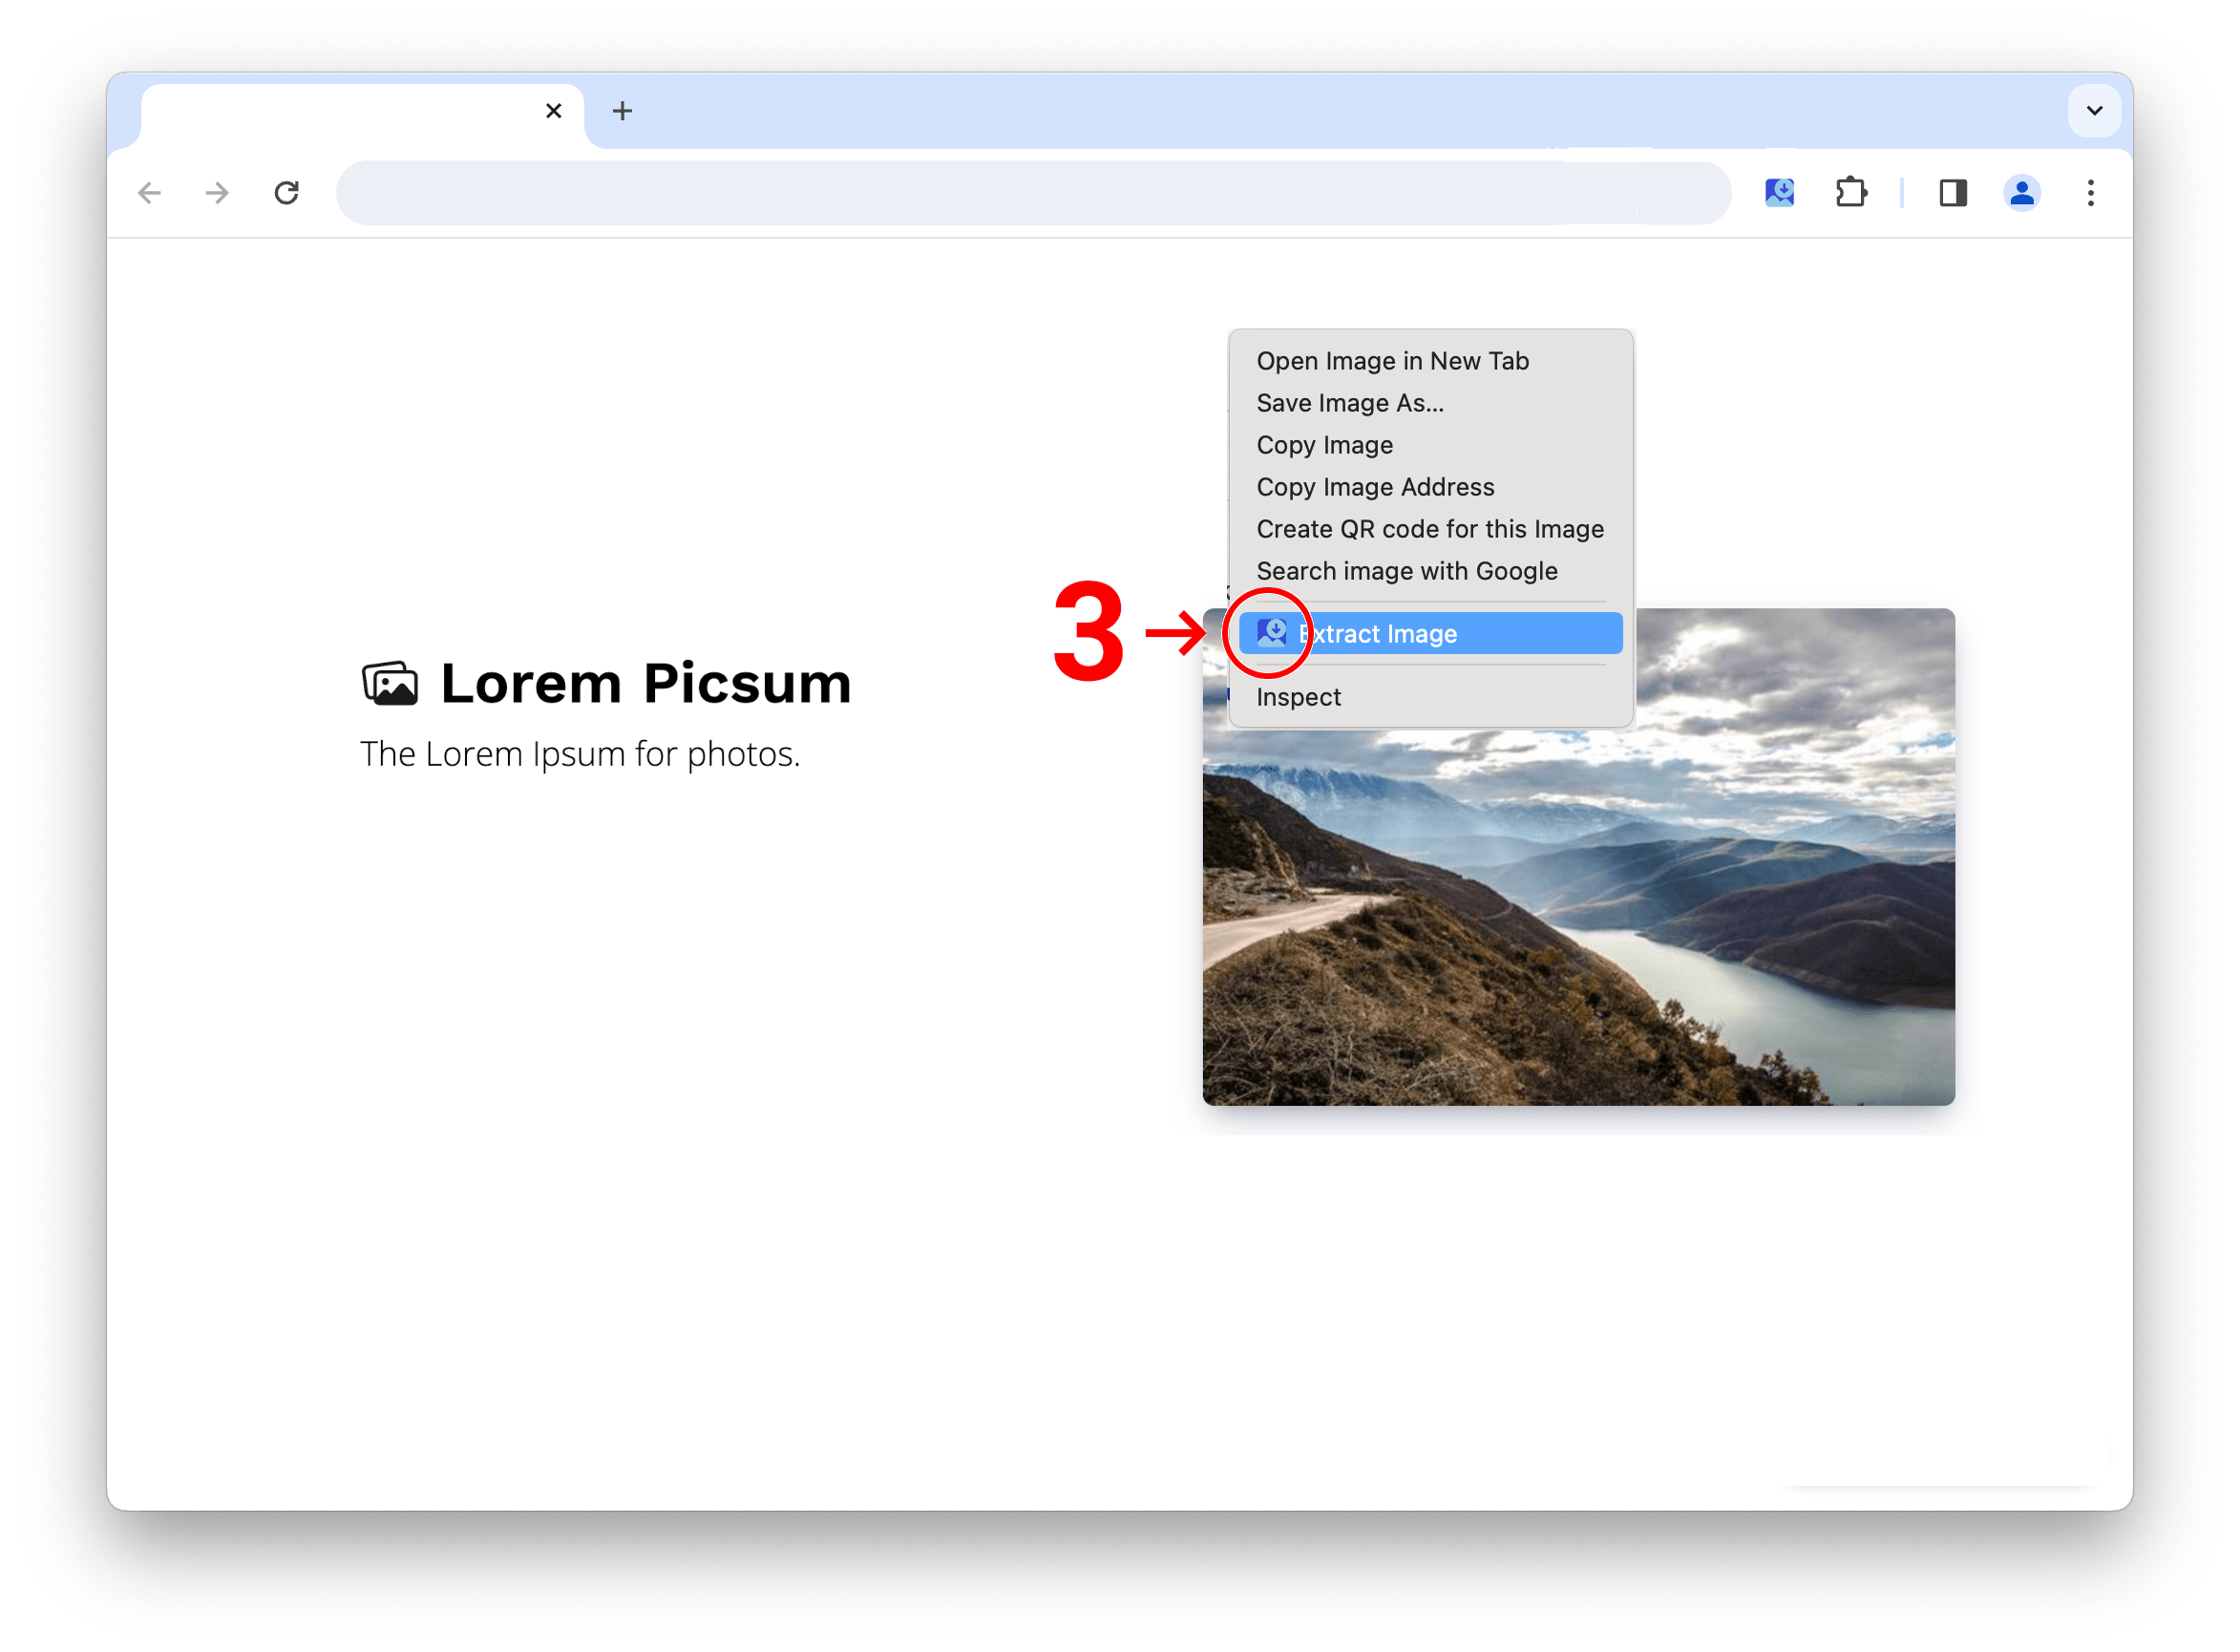 Open Image in New Tab
Save Image As...
Copy Image
Copy Image Address
Create QR code for this Image
Search image with Google
3
Extract Image
Inspect
Lorem Picsum
The Lorem Ipsum for photos.